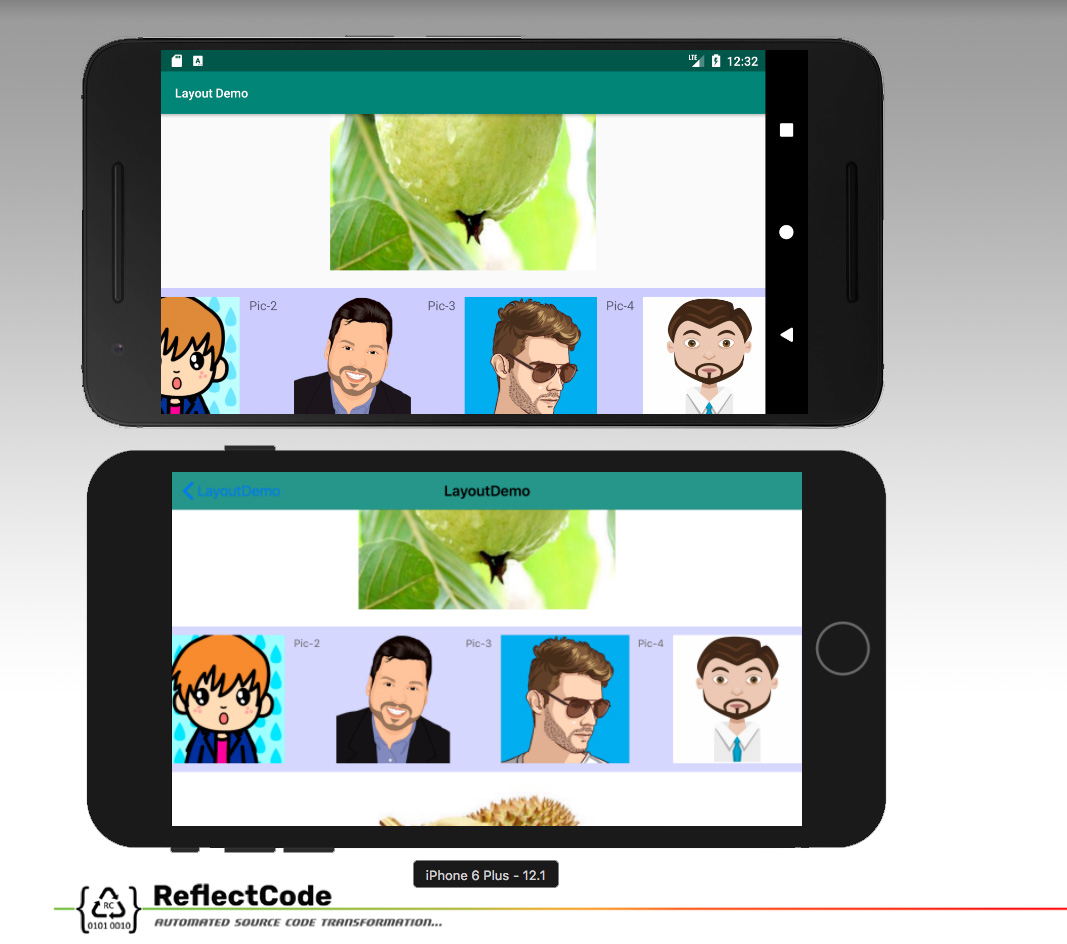 LTE 12:32
A
Layout Demo
Pic-2
Pic-3
Pic-4
LayoutDemo
LayoutDemo
Pic-2
Pic-3
Pic-4
iPhone 6 Plus - 12.1
RC
0101 0010
ReflectCode
AUTOMATED SOURCE CODE TRANSFORMATION...